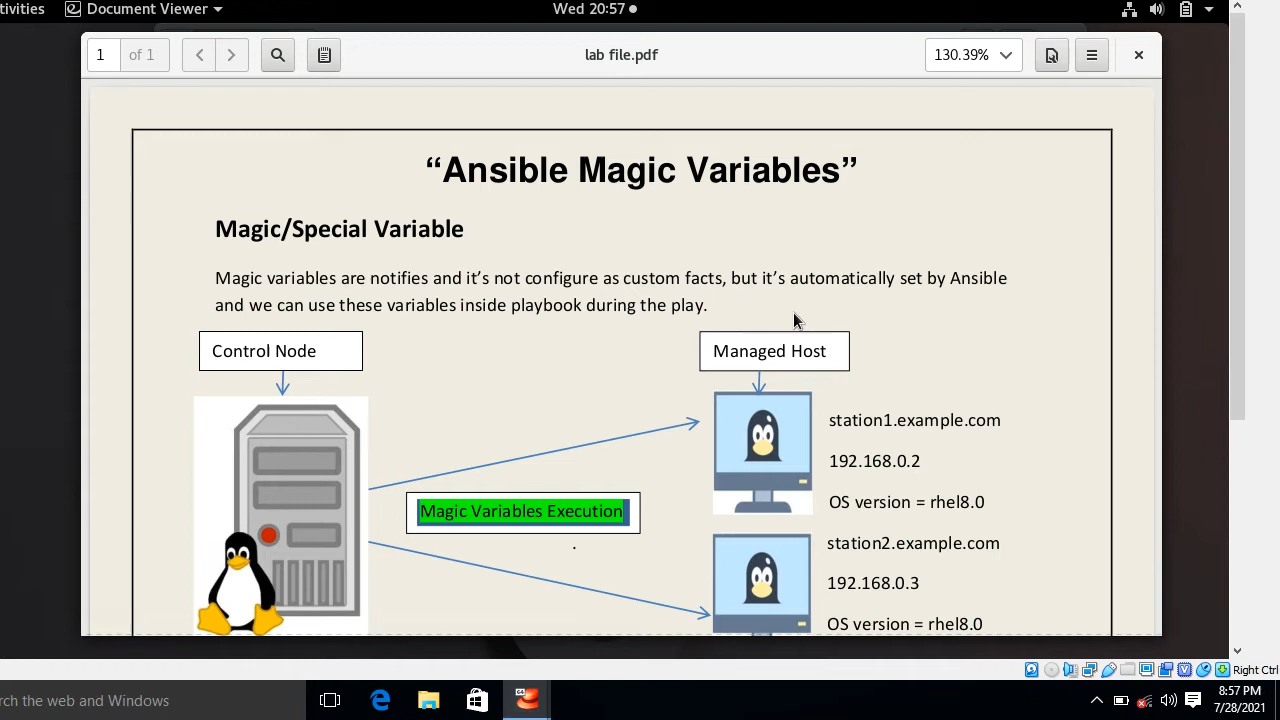 tivities
Document Viewer
Wed 20:57
1
of 1
lab file.pdf
130.39%
“Ansible Magic Variables”
Magic/Special Variable
Magic variables are notifies and it’s not configure as custom facts, but it’s automatically set by Ansible
and we can use these variables inside playbook during the play.
Control Node
Managed Host
station1.example.com
192.168.0.2
OS version = rhel8.0
Magic Variables Execution
.
station2.example.com
192.168.0.3
OS version = rhel8.0
Right Ctrl
rch the web and Windows
8:57 PM
7/28/2021